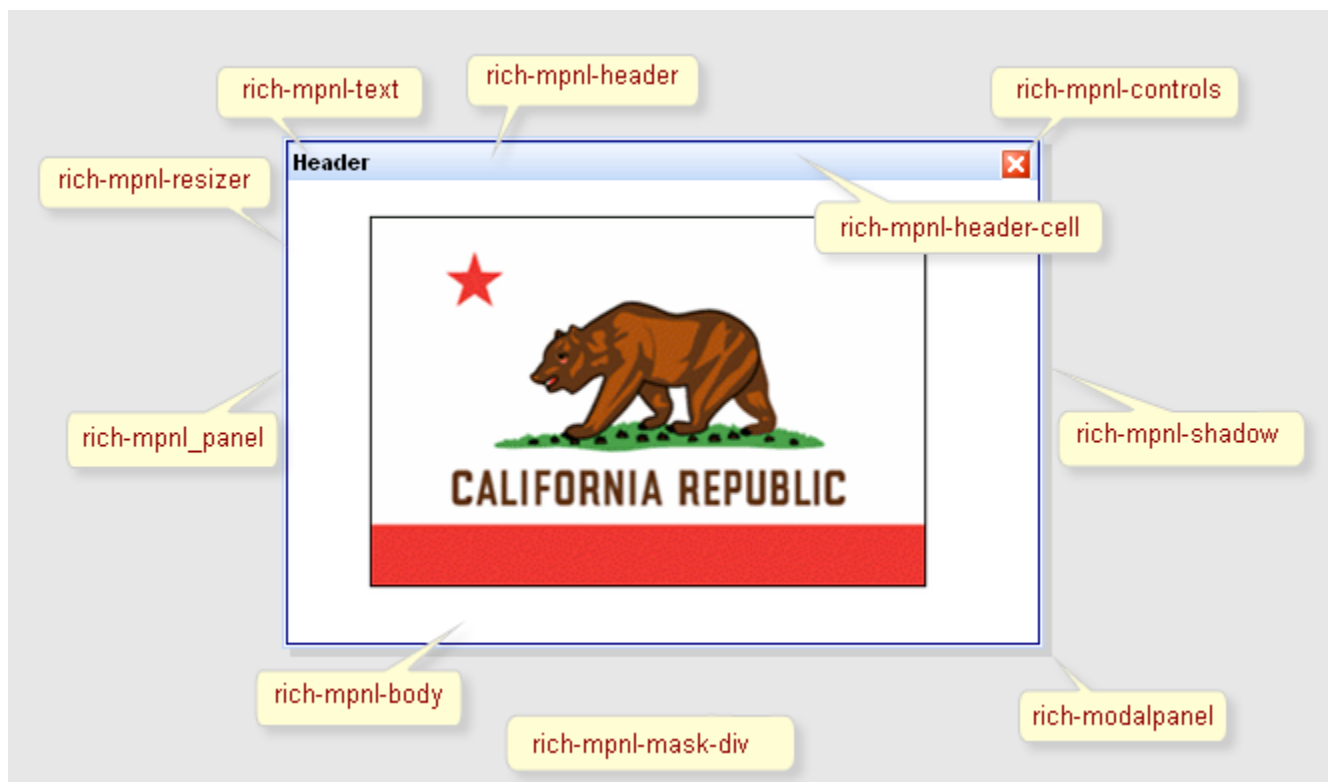 rich-mpnl-text
rich-mpnl-header
rich-mpnl-controls
Header
rich-mpnl-resizer
rich-mpnl-header-cell
rich-mpnl_panel
rich-mpnl-shadow
CALIFORNIA REPUBLIC
rich-mpnl-body
rich-modalpanel
rich-mpnl-mask-div